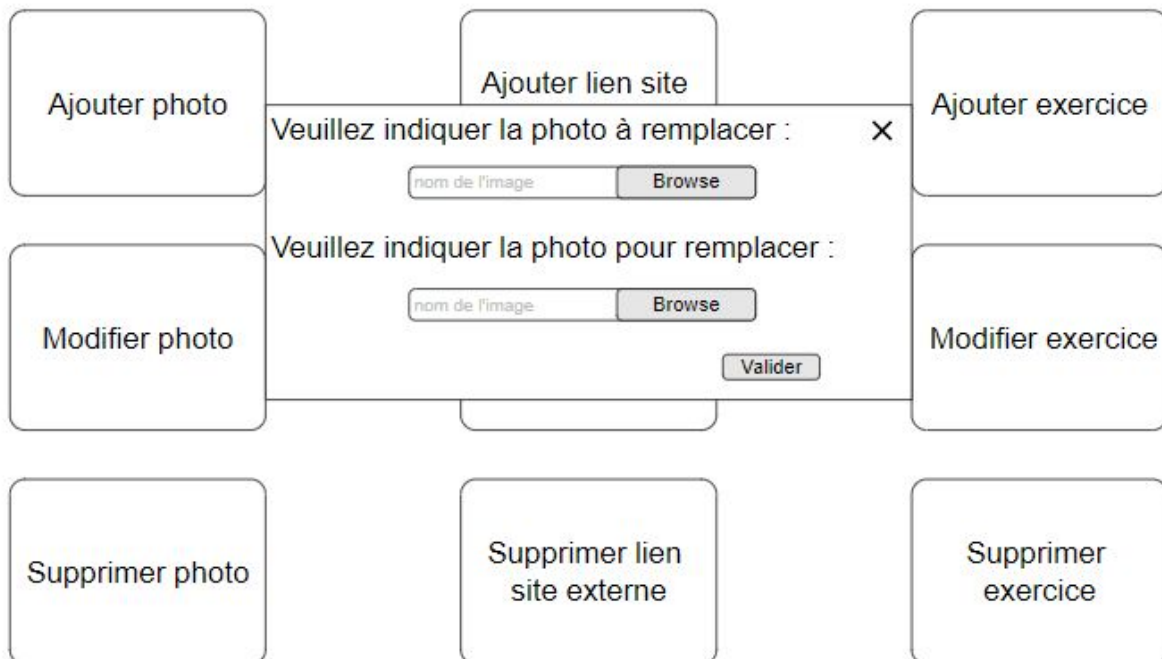 Ajouter photo
Ajouter lien site
Ajouter exercice
Veuillez indiquer la photo à remplacer :
nom de l'image
Browse
Veuillez indiquer la photo pour remplacer :
nom de l'image
Browse
Valider
Modifier photo
Modifier exercice
Supprimer photo
Supprimer lien
site externe
Supprimer
exercice